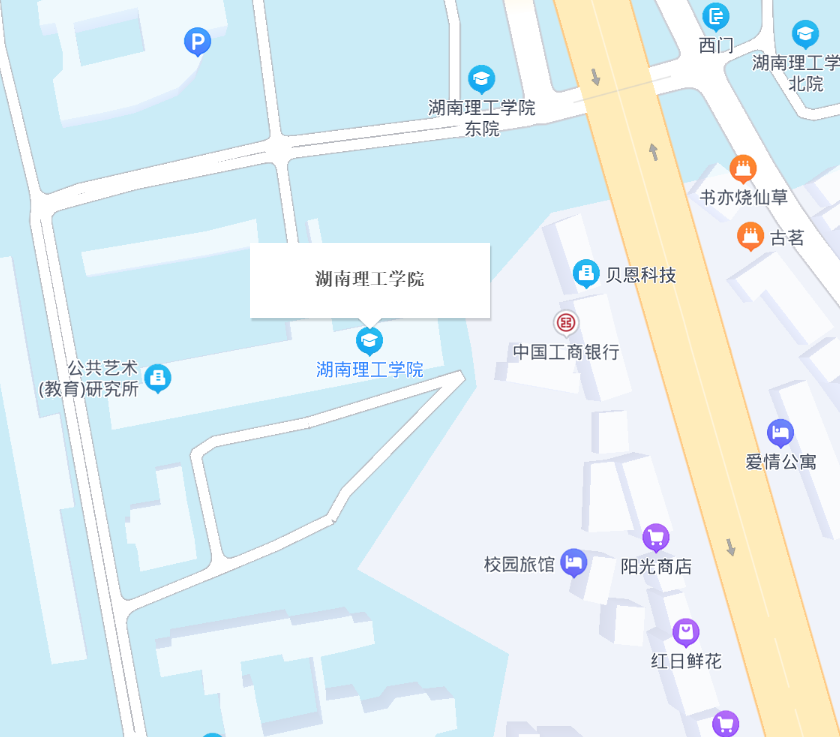 P
西门
湖南理工学
北院
湖南理工学院
东院
书亦烧仙草
古茗
湖南理工学院
贝恩科技
中国工商银行
湖南理工学院
公共艺术
(教育)研究所
爱情公寓
校园旅馆
阳光商店
红日鲜花